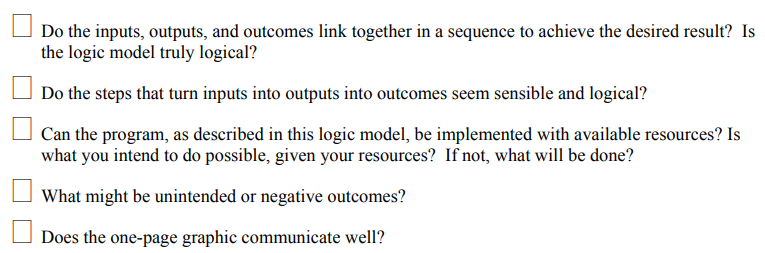 Do the inputs, outputs, and outcomes link together in a sequence to achieve the desired result? Is
the logic model truly logical?
Do the steps that turn inputs into outputs into outcomes seem sensible and logical?
Can the program, as described in this logic model, be implemented with available resources? Is
what you intend to do possible, given your resources? If not, what will be done?
What might be unintended or negative outcomes?
Does the one-page graphic communicate well?